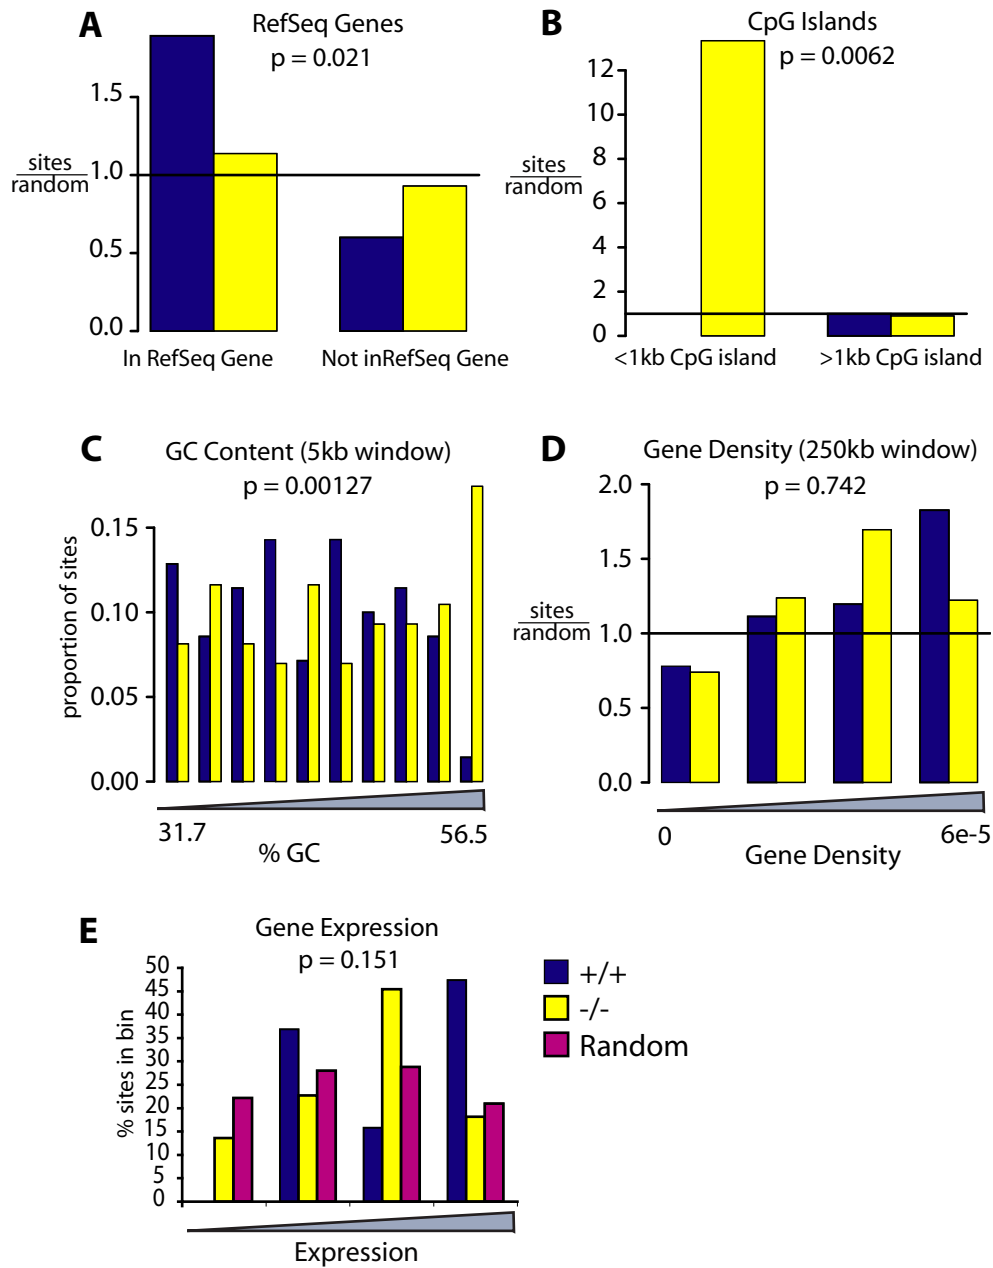 A
RefSeq Genes
p = 0.021
1.5
1.0
0.5
0.0
sites
random
In RefSeq Gene
Not inRefSeq Gene
B
CpG Islands
p = 0.0062
12
10
8
6
4
2
0
sites
random
<1kb CpG island
>1kb CpG island
C
GC Content (5kb window)
p = 0.00127
0.15
0.10
0.05
0.00
proportion of sites
31.7
56.5
% GC
D
Gene Density (250kb window)
p = 0.742
2.0
1.5
1.0
0.5
0.0
sites
random
0
6e-5
Gene Density
E
Gene Expression
p = 0.151
50
45
40
35
30
25
20
15
10
5
0
% sites in bin
Expression
+/+
-/-
Random